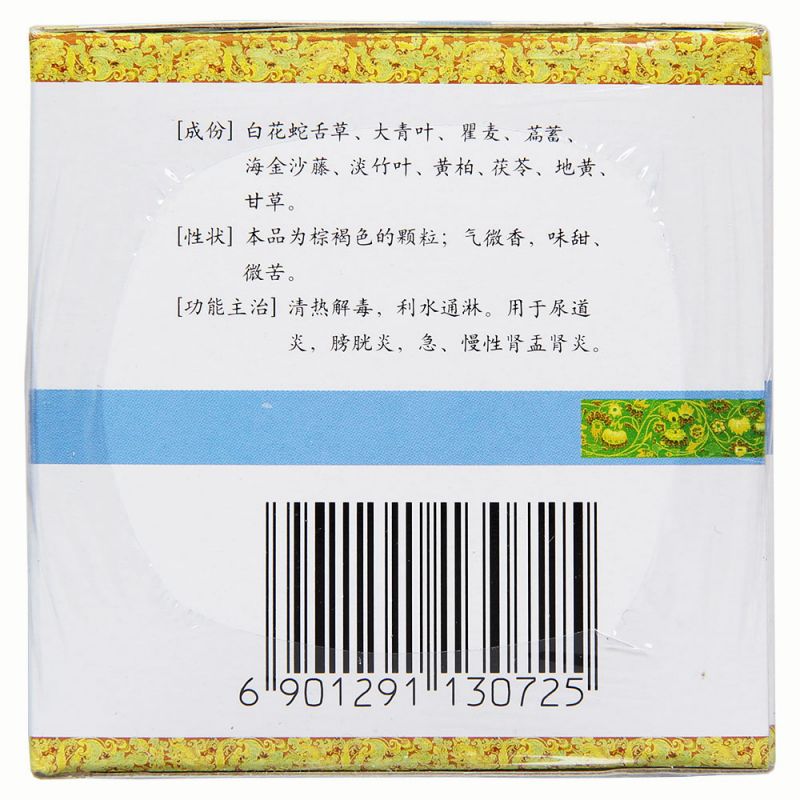 [成份] 白花蛇舌草、大青叶、瞿麦、萹蓄、
海金沙藤、淡竹叶、黄柏、茯苓、地黄、
甘草。
[性状] 本品为棕褐色的颗粒；气微香，味甜、
微苦。
[功能主治] 清热解毒，利水通淋。用于尿道
炎，膀胱炎，急、慢性肾盂肾炎。
6 901291 130725